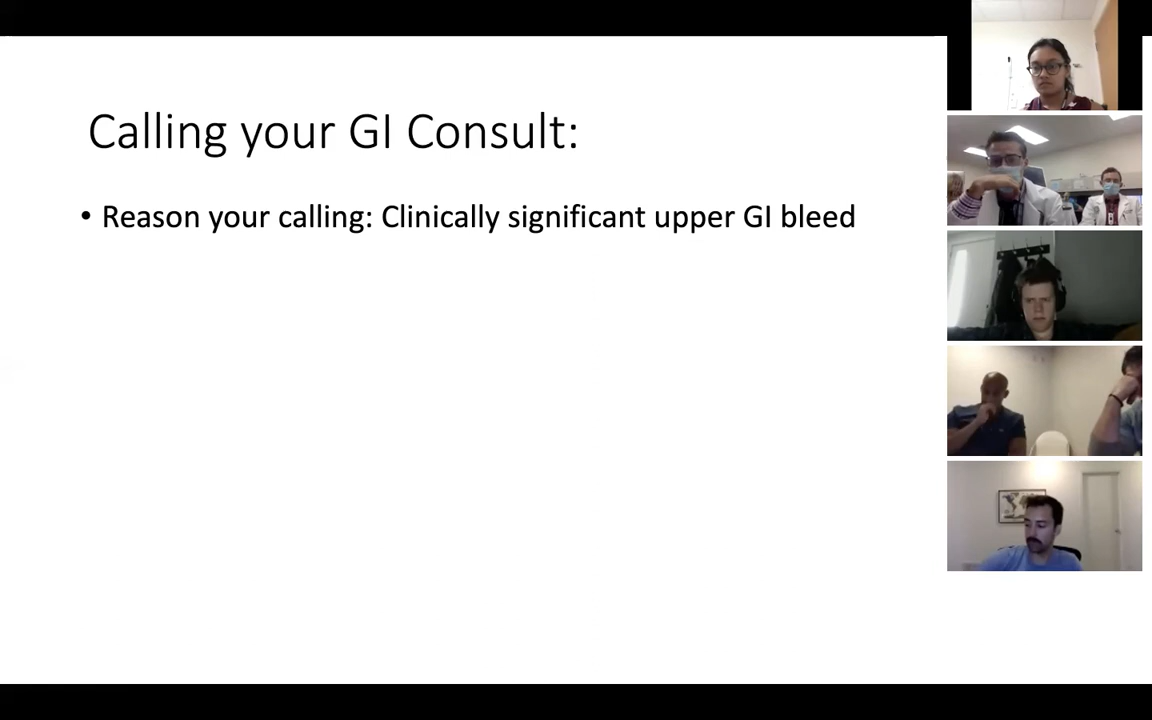 Calling your GI Consult:
• Reason your calling: Clinically significant upper GI bleed